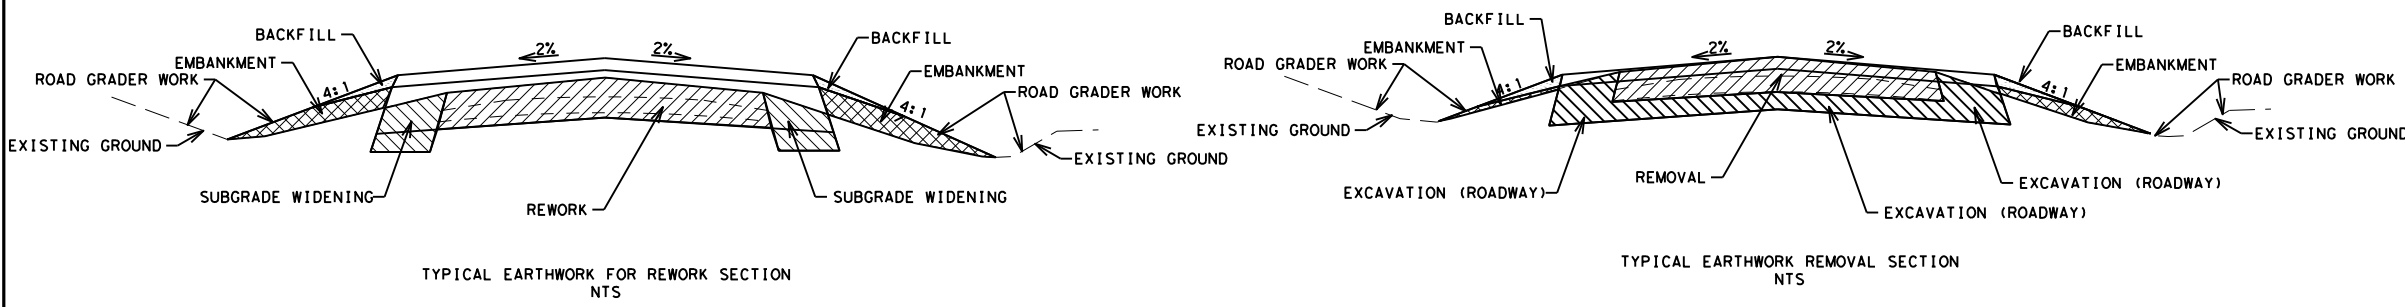 BACKFILL
2%
2%
BACKFILL
EMBANKMENT
EMBANKMENT
ROAD GRADER WORK
4:1
4:1
ROAD GRADER WORK
EXISTING GROUND
EXISTING GROUND
SUBGRADE WIDENING
REWORK
SUBGRADE WIDENING
TYPICAL EARTHWORK FOR REWORK SECTION
NTS
BACKFILL
2%
2%
BACKFILL
EMBANKMENT
EMBANKMENT
ROAD GRADER WORK
4:1
4:1
ROAD GRADER WORK
EXISTING GROUND
EXISTING GROUND
EXCAVATION (ROADWAY)
REMOVAL
EXCAVATION (ROADWAY)
EXCAVATION (ROADWAY)
TYPICAL EARTHWORK REMOVAL SECTION
NTS